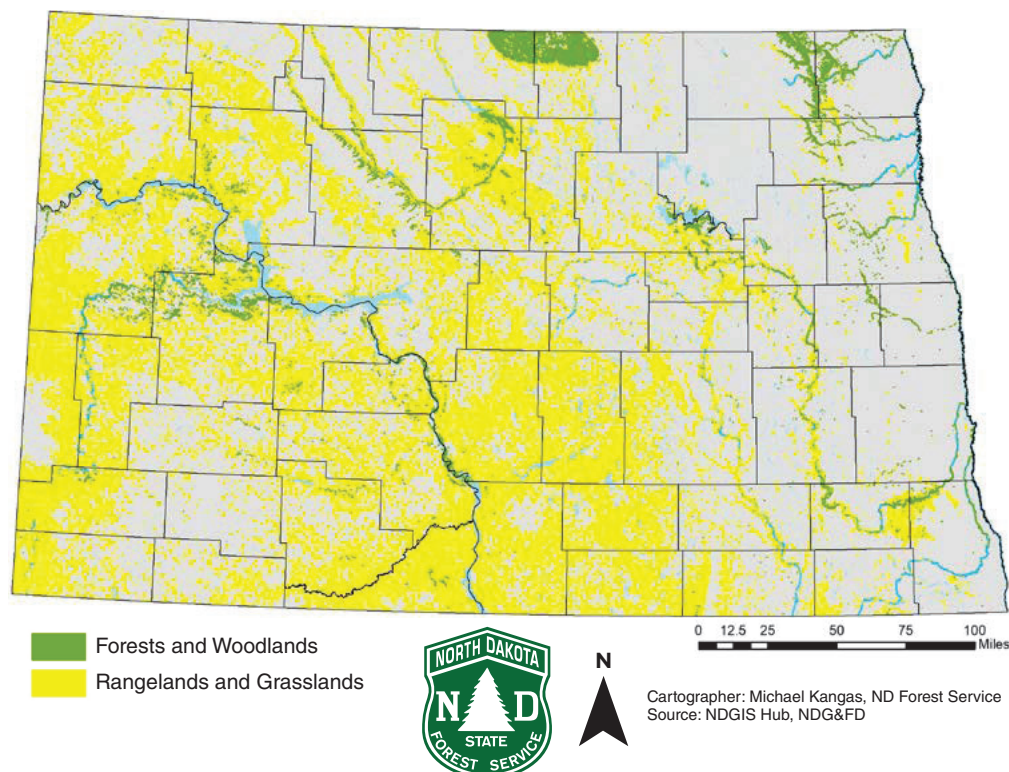 Forests and Woodlands
Rangelands and Grasslands
NORTH DAKOTA
N D
STATE
FOREST SERVICE
N
0 12.5 25 50 75 100
Miles
Cartographer: Michael Kangas, ND Forest Service
Source: NDGIS Hub, NDG&FD